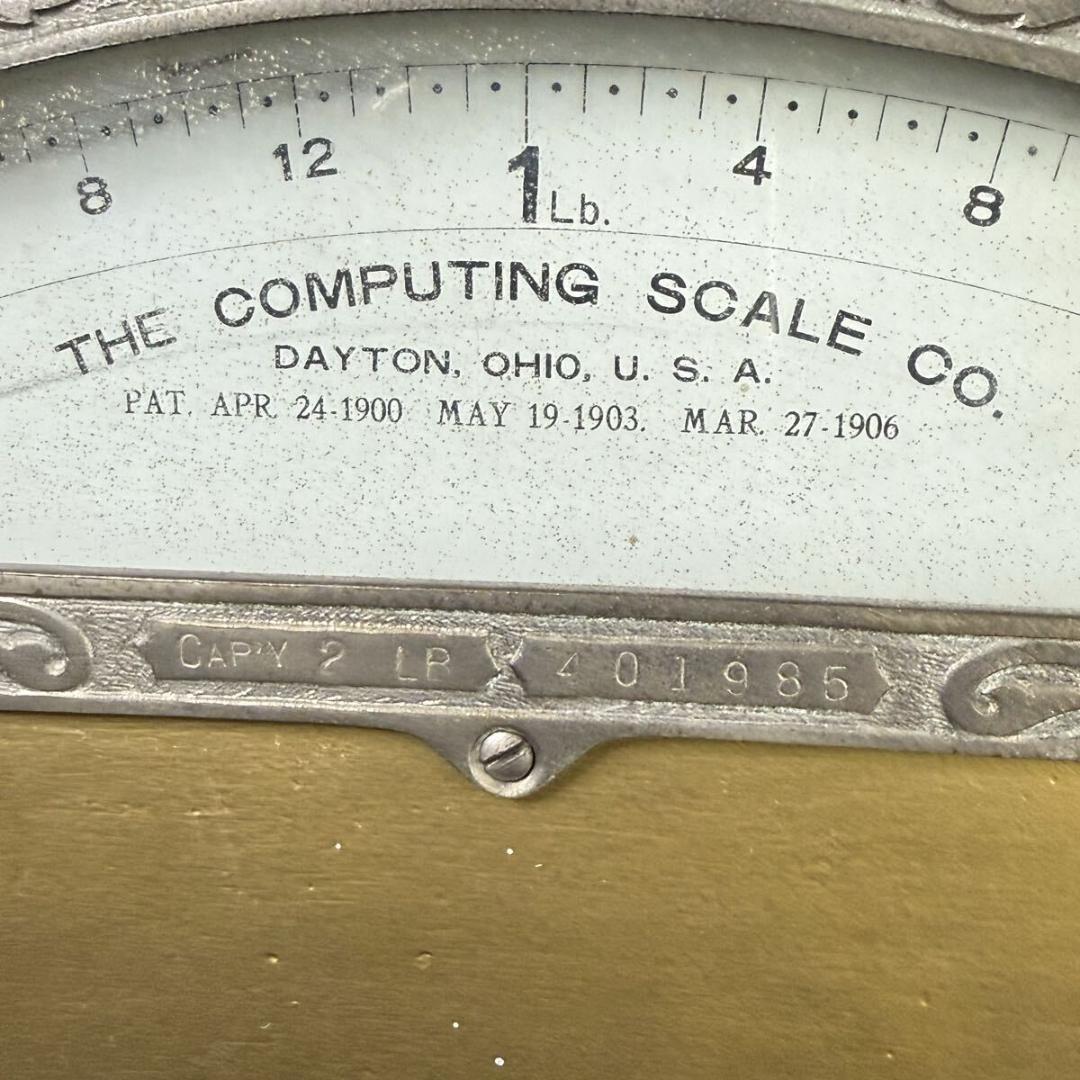 8 12 1 Lb. 4 8
THE COMPUTING SCALE CO.
DAYTON, OHIO, U. S. A.
PAT. APR. 24-1900 MAY 19-1903. MAR. 27-1906
CAP'Y 2 LB 401985